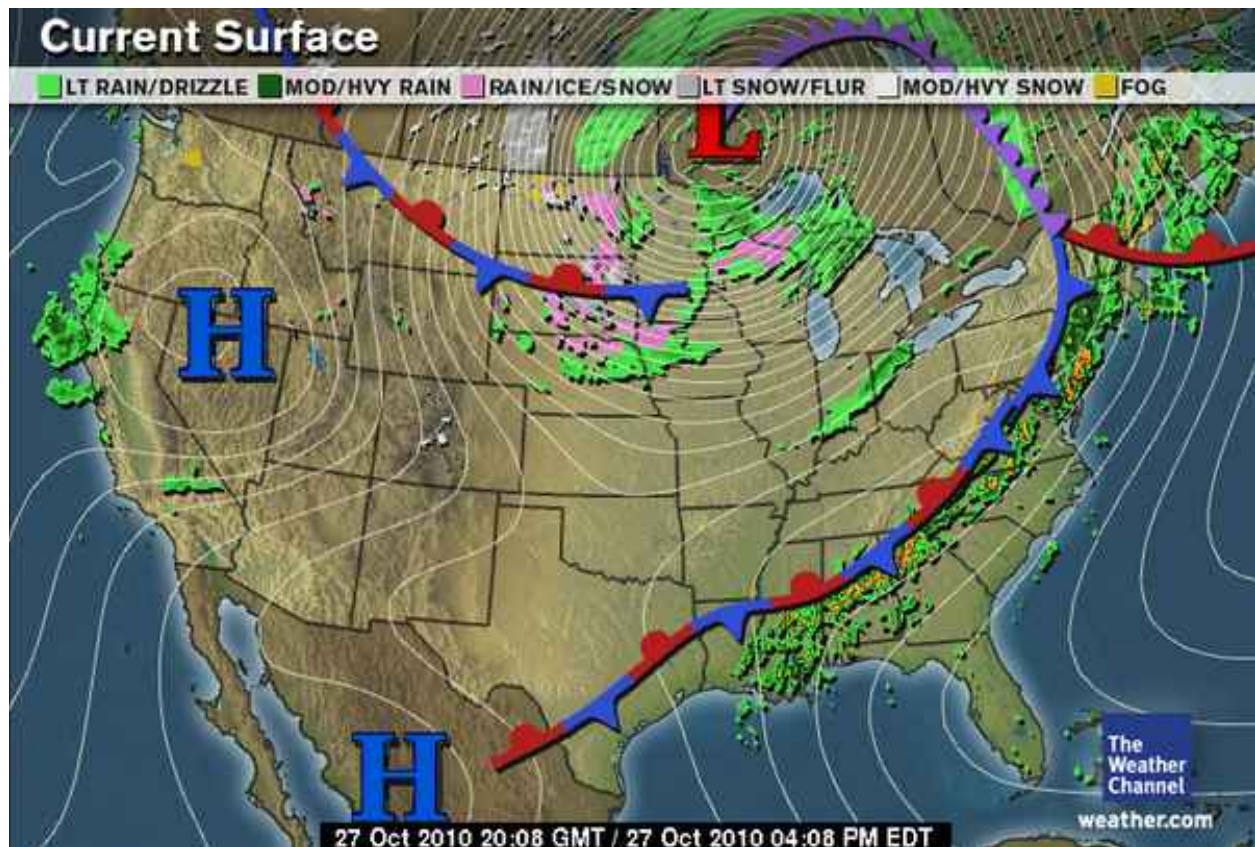 Current Surface
LT RAIN/DRIZZLE MOD/HVY RAIN RAIN/ICE/SNOW LT SNOW/FLUR MOD/HVY SNOW FOG
L
H
H
The
Weather
Channel
weather.com
27 Oct 2010 20:08 GMT / 27 Oct 2010 04:08 PM EDT